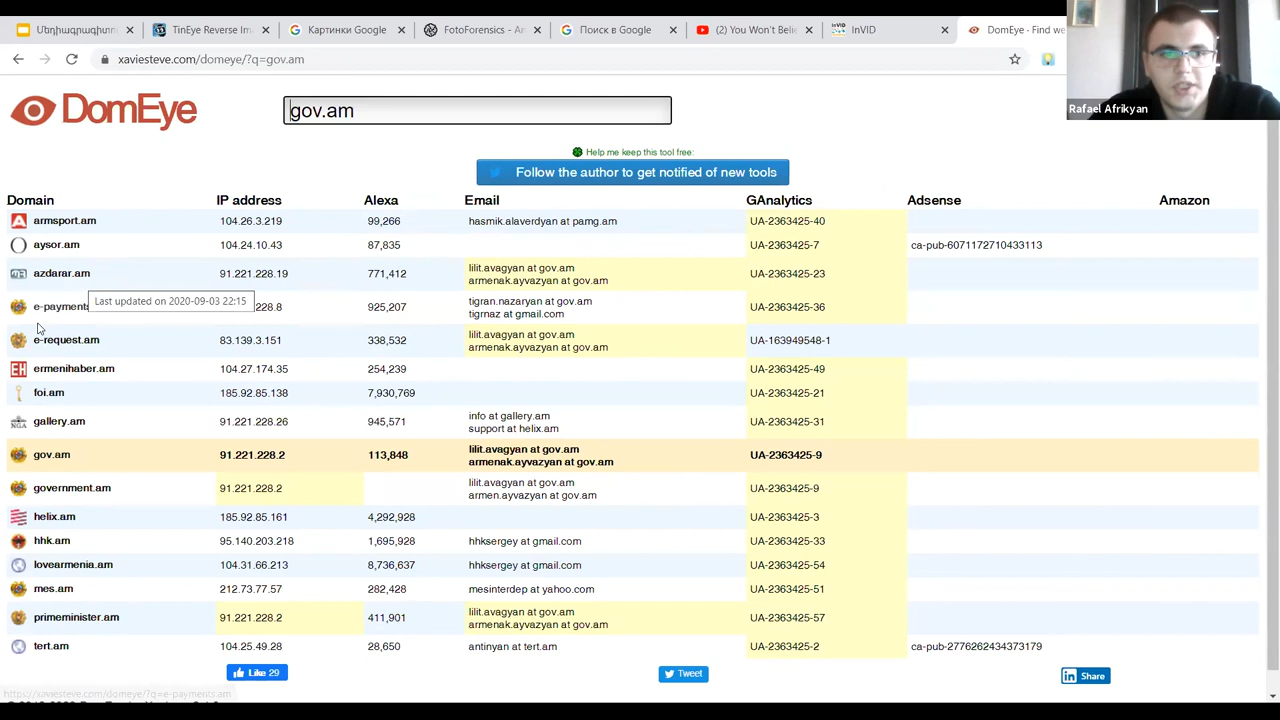 Մեդիագրագիտո
TinEye Reverse Im
Картинки Google
FotoForensics - An
Поиск в Google
(2) You Won't Beli
InVID
DomEye - Find we
xaviesteve.com/domeye/?q=gov.am
Rafael Afrikyan
DomEye
gov.am
Help me keep this tool free:
Follow the author to get notified of new tools
Domain IP address Alexa Email GAnalytics Adsense Amazon
armsport.am 104.26.3.219 99,266 hasmik.alaverdyan at pamg.am UA-2363425-40
aysor.am 104.24.10.43 87,835 UA-2363425-7 ca-pub-6071172710433113
azdarar.am 91.221.228.19 771,412 lilit.avagyan at gov.am UA-2363425-23
armenak.ayvazyan at gov.am
Last updated on 2020-09-03 22:15
e-payments 228.8 925,207 tigran.nazaryan at gov.am UA-2363425-36
tigrnaz at gmail.com
e-request.am 83.139.3.151 338,532 lilit.avagyan at gov.am UA-163949548-1
armenak.ayvazyan at gov.am
ermenihaber.am 104.27.174.35 254,239 UA-2363425-49
foi.am 185.92.85.138 7,930,769 UA-2363425-21
gallery.am 91.221.228.26 945,571 info at gallery.am UA-2363425-31
support at helix.am
gov.am 91.221.228.2 113,848 lilit.avagyan at gov.am UA-2363425-9
armenak.ayvazyan at gov.am
government.am 91.221.228.2 lilit.avagyan at gov.am UA-2363425-9
armen.ayvazyan at gov.am
helix.am 185.92.85.161 4,292,928 UA-2363425-3
hhk.am 95.140.203.218 1,695,928 hhksergey at gmail.com UA-2363425-33
lovearmenia.am 104.31.66.213 8,736,637 hhksergey at gmail.com UA-2363425-54
mes.am 212.73.77.57 282,428 mesinterdep at yahoo.com UA-2363425-51
primeminister.am 91.221.228.2 411,901 lilit.avagyan at gov.am UA-2363425-57
armenak.ayvazyan at gov.am
tert.am 104.25.49.28 28,650 antinyan at tert.am UA-2363425-2 ca-pub-2776262434373179
Like 29
Tweet
Share
https://xaviesteve.com/domeye/?q=e-payments.am